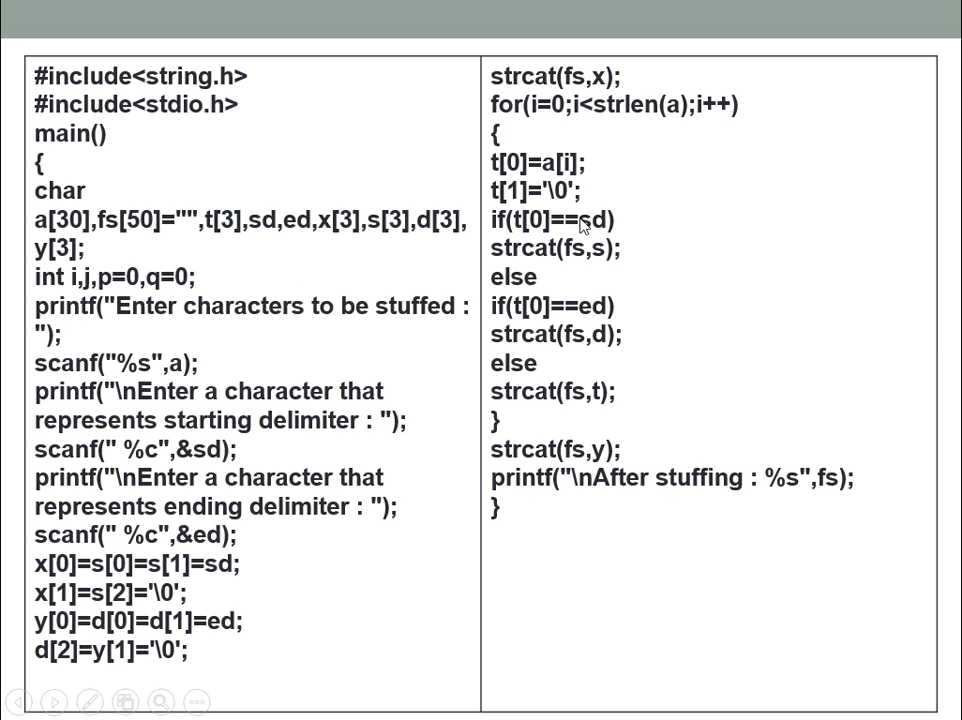 #include<string.h>
#include<stdio.h>
main()
{
char
a[30],fs[50]="",t[3],sd,ed,x[3],s[3],d[3],
y[3];
int i,j,p=0,q=0;
printf("Enter characters to be stuffed :
");
scanf("%s",a);
printf("\nEnter a character that
represents starting delimiter : ");
scanf(" %c",&sd);
printf("\nEnter a character that
represents ending delimiter : ");
scanf(" %c",&ed);
x[0]=s[0]=s[1]=sd;
x[1]=s[2]='\0';
y[0]=d[0]=d[1]=ed;
d[2]=y[1]='\0';
strcat(fs,x);
for(i=0;i<strlen(a);i++)
{
t[0]=a[i];
t[1]='\0';
if(t[0]==sd)
strcat(fs,s);
else
if(t[0]==ed)
strcat(fs,d);
else
strcat(fs,t);
}
strcat(fs,y);
printf("\nAfter stuffing : %s",fs);
}